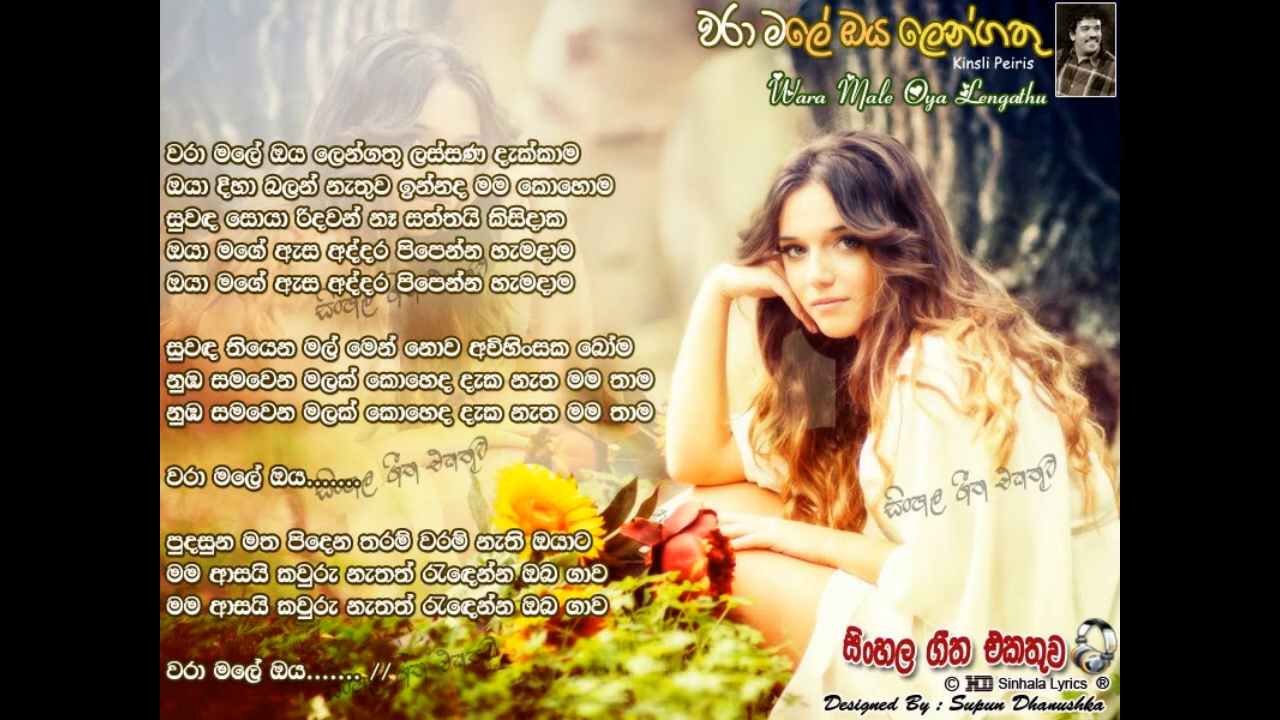 වරා මලේ ඔය ලෙන්ගතු
Kinsli Peiris
Wara Male Oya Lengathu
වරා මලේ ඔය ලෙන්ගතු ලස්සණ දැක්කාම
ඔයා දිහා බලන් නැතුව ඉන්නද මම කොහොම
සුවඳ සොයා රිදවන් නෑ සත්තයි කිසිදාක
ඔයා මගේ ඇස අද්දර පිපෙන්න හැමදාම
ඔයා මගේ ඇස අද්දර පිපෙන්න හැමදාම
සුවඳ තියෙන මල් මෙන් නොව අවිහිංසක බෝම
නුඹ සමවෙන මලක් කොහෙද දැක නැත මම තාම
නුඹ සමවෙන මලක් කොහෙද දැක නැත මම තාම
වරා මලේ ඔය.......
සිංහල ගීත එකතුව
සිංහල ගීත එකතුව
පුදසුන මත පිදෙන තරම් වරම් නැති ඔයාට
මම ආසයි කවුරු නැතත් රැඳෙන්න ඔබ ගාව
මම ආසයි කවුරු නැතත් රැඳෙන්න ඔබ ගාව
වරා මලේ ඔය....... //
සිංහල ගීත එකතුව
© HD Sinhala Lyrics ®
Designed By : Supun Dhanushka